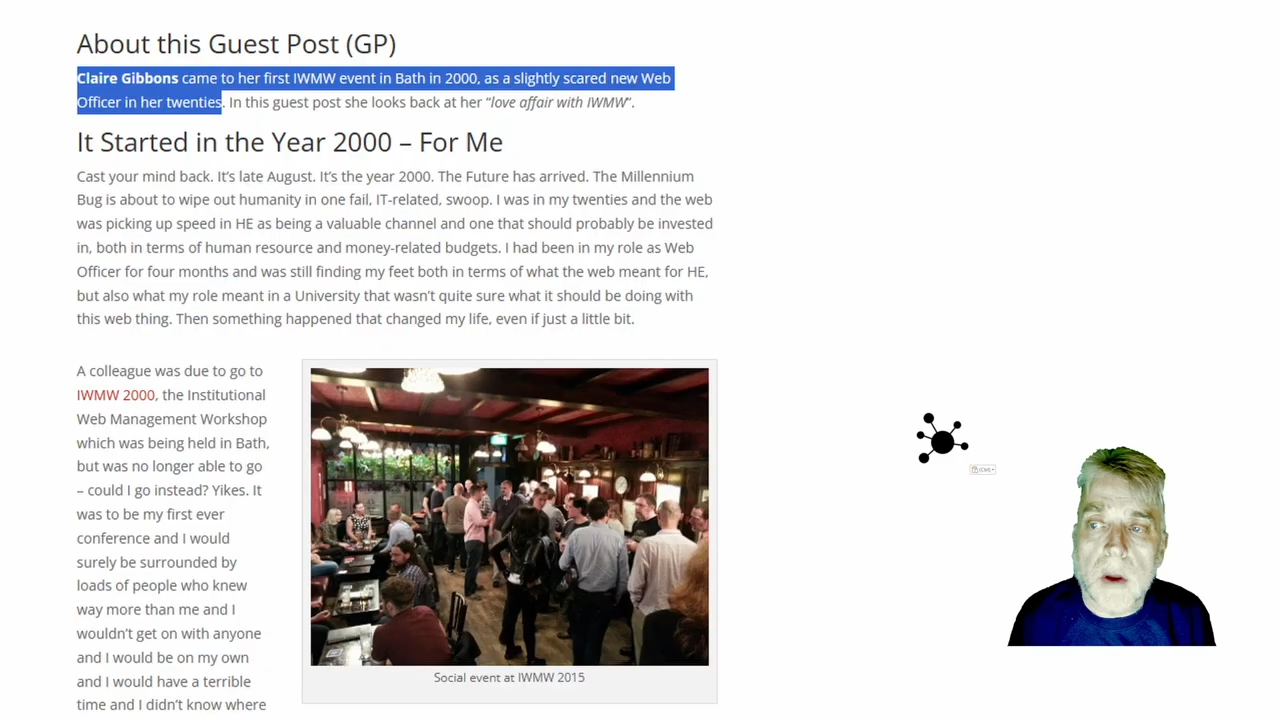 About this Guest Post (GP)
Claire Gibbons came to her first IWMW event in Bath in 2000, as a slightly scared new Web
Officer in her twenties. In this guest post she looks back at her “love affair with IWMW“.
It Started in the Year 2000 – For Me
Cast your mind back. It’s late August. It’s the year 2000. The Future has arrived. The Millennium
Bug is about to wipe out humanity in one fail, IT-related, swoop. I was in my twenties and the web
was picking up speed in HE as being a valuable channel and one that should probably be invested
in, both in terms of human resource and money-related budgets. I had been in my role as Web
Officer for four months and was still finding my feet both in terms of what the web meant for HE,
but also what my role meant in a University that wasn’t quite sure what it should be doing with
this web thing. Then something happened that changed my life, even if just a little bit.
A colleague was due to go to
IWMW 2000, the Institutional
Web Management Workshop
which was being held in Bath,
but was no longer able to go
– could I go instead? Yikes. It
was to be my first ever
conference and I would
surely be surrounded by
loads of people who knew
way more than me and I
wouldn’t get on with anyone
and I would be on my own
and I would have a terrible
time and I didn’t know where
Social event at IWMW 2015
(Ctrl)